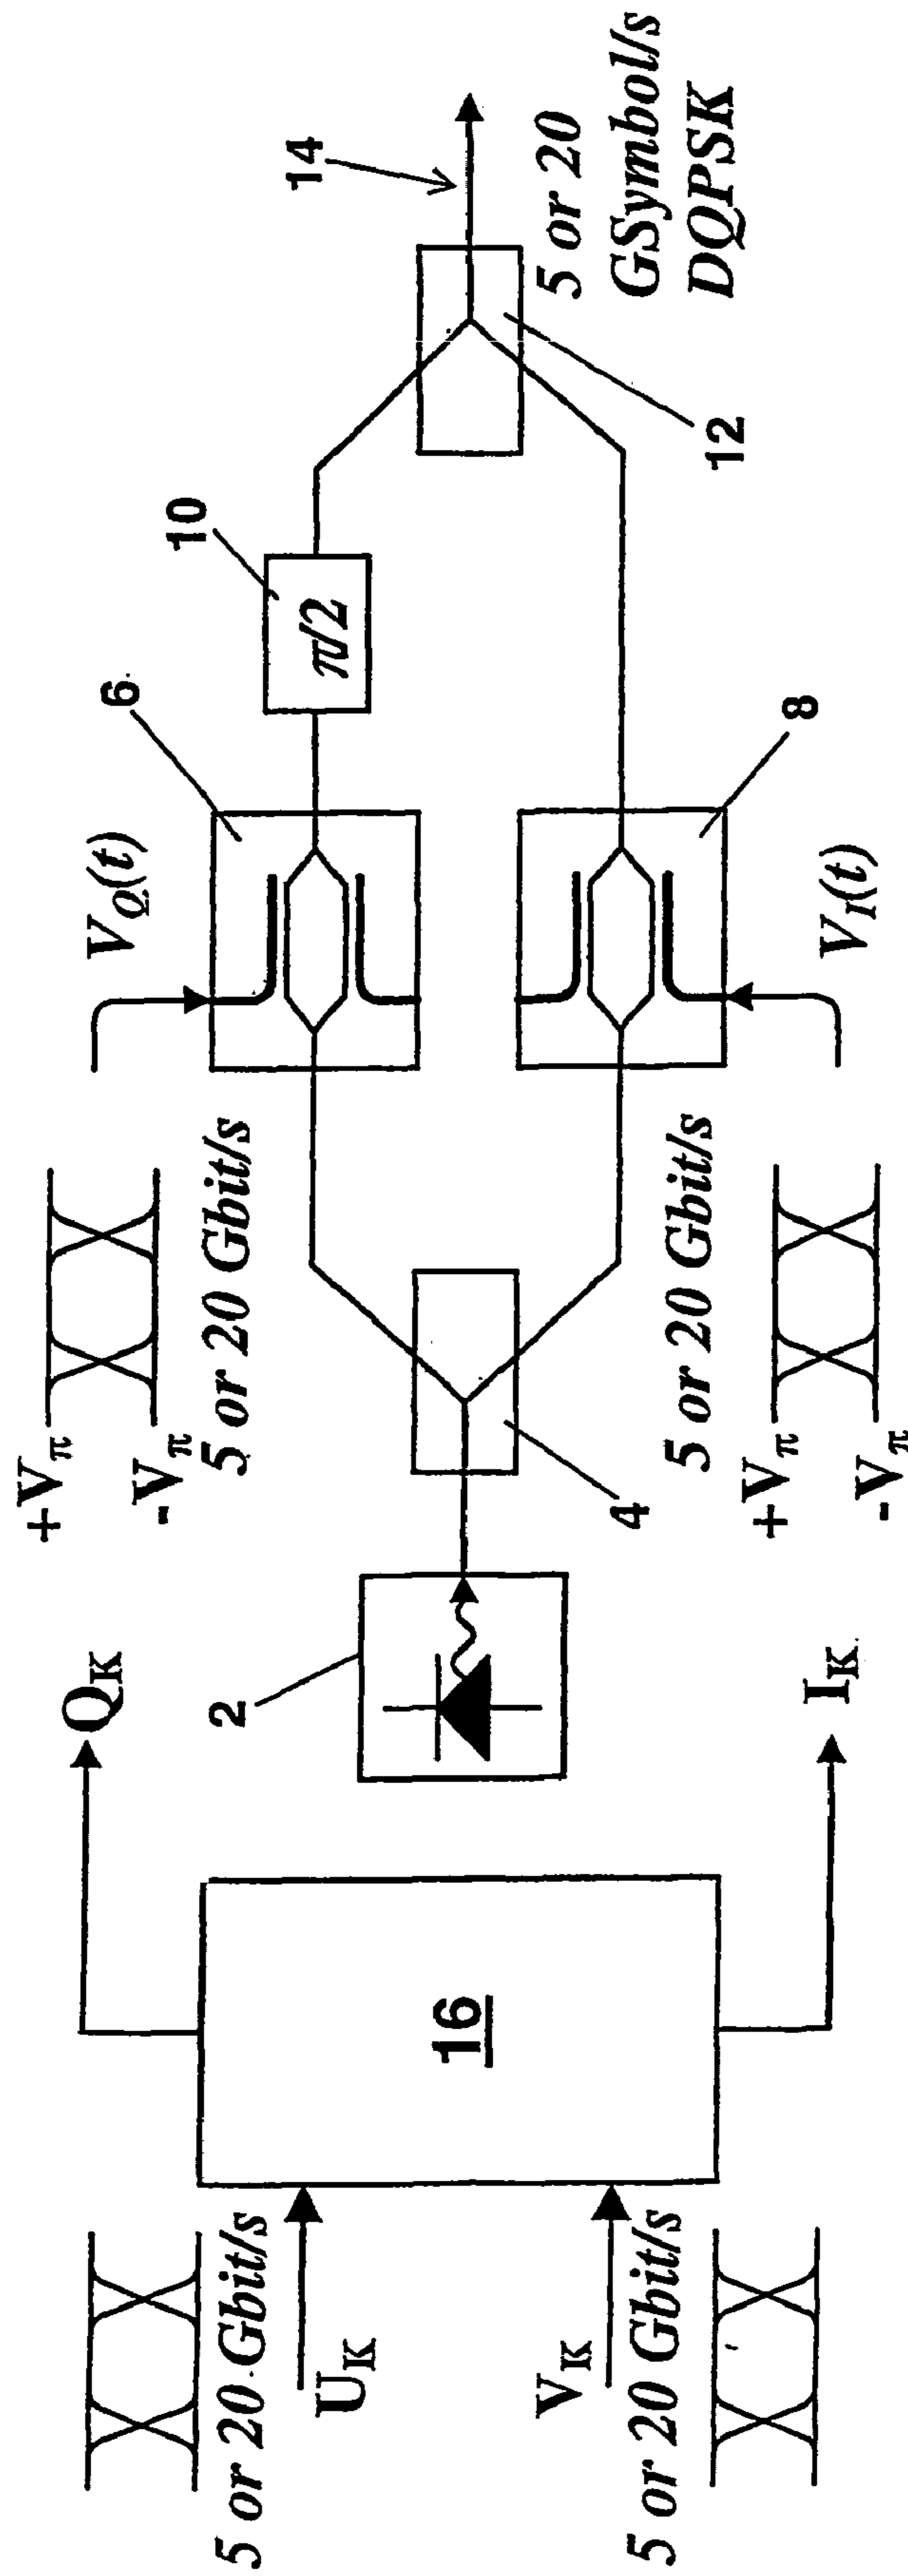 5 or 20 Gbit/s
U_K
V_K
5 or 20 Gbit/s
16
Q_K
I_K
2
4
+V_π
-V_π
5 or 20 Gbit/s
5 or 20 Gbit/s
+V_π
-V_π
V_Q(t)
6
8
V_I(t)
10
π/2
12
14
5 or 20
GSymbol/s
DQPSK